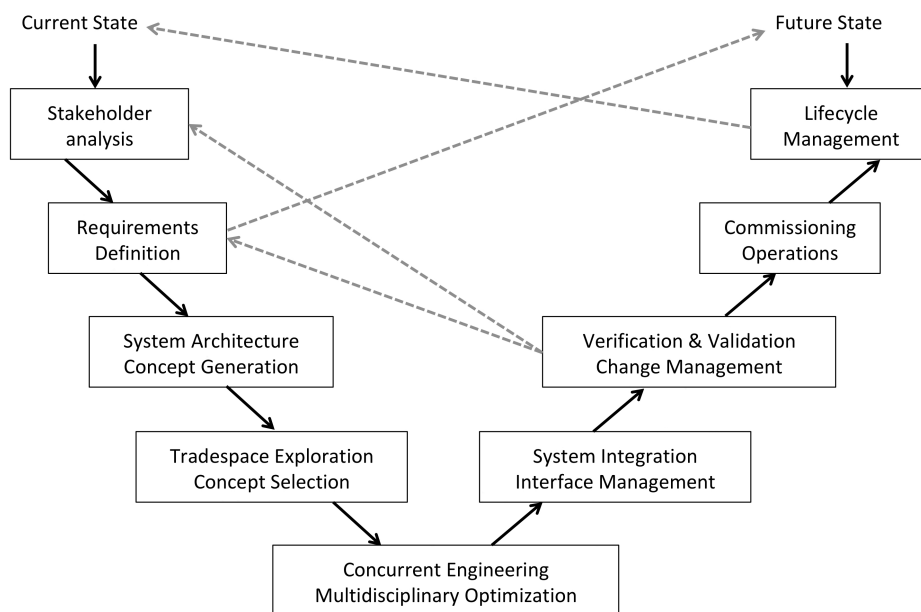 Current State
Future State
Stakeholder
analysis
Lifecycle
Management
Requirements
Definition
Commissioning
Operations
System Architecture
Concept Generation
Verification & Validation
Change Management
Tradespace Exploration
Concept Selection
System Integration
Interface Management
Concurrent Engineering
Multidisciplinary Optimization